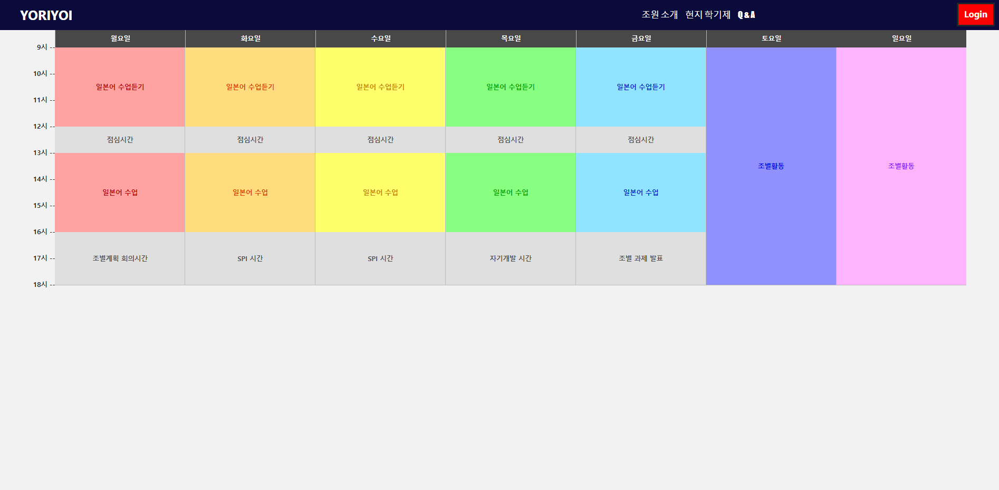 YORIYOI
조원 소개 현지 학기제 Q & A
Login
월요일 화요일 수요일 목요일 금요일 토요일 일요일
9시 --
10시 --
일본어 수업듣기 일본어 수업듣기 일본어 수업듣기 일본어 수업듣기 일본어 수업듣기
11시 --
12시 --
점심시간 점심시간 점심시간 점심시간 점심시간
13시 --
조별활동 조별활동
14시 --
일본어 수업 일본어 수업 일본어 수업 일본어 수업 일본어 수업
15시 --
16시 --
17시 -- 조별계획 회의시간 SPI 시간 SPI 시간 자기개발 시간 조별 과제 발표
18시 --